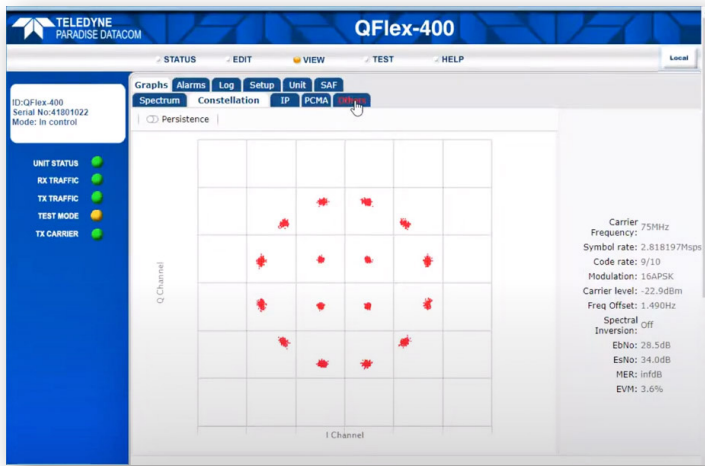 TELEDYNE
PARADISE DATACOM
QFlex-400
STATUS EDIT VIEW TEST HELP
Local
Graphs Alarms Log Setup Unit SAF
Spectrum Constellation IP PCMA
Persistence
ID:QFlex-400
Serial No:41801022
Mode: In control
UNIT STATUS
RX TRAFFIC
TX TRAFFIC
TEST MODE
TX CARRIER
Q Channel
I Channel
Carrier Frequency: 75MHz
Symbol rate: 2.818197Msps
Code rate: 9/10
Modulation: 16APSK
Carrier level: -22.9dBm
Freq Offset: 1.490Hz
Spectral Inversion: Off
EbNo: 28.5dB
EsNo: 34.0dB
MER: infdB
EVM: 3.6%